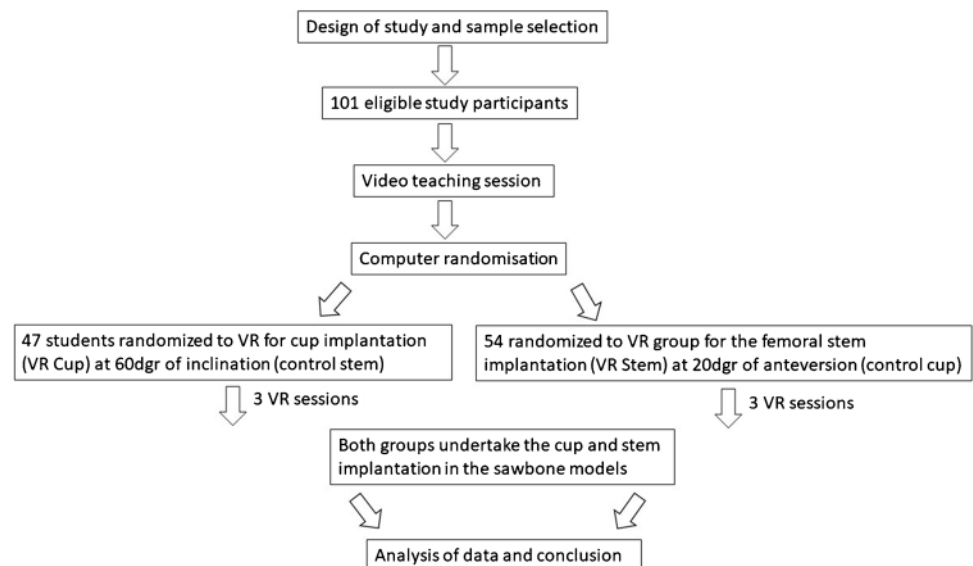 Design of study and sample selection
101 eligible study participants
Video teaching session
Computer randomisation
47 students randomized to VR for cup implantation
(VR Cup) at 60dgr of inclination (control stem)
54 randomized to VR group for the femoral stem
implantation (VR Stem) at 20dgr of anteversion (control cup)
3 VR sessions
3 VR sessions
Both groups undertake the cup and stem
implantation in the sawbone models
Analysis of data and conclusion